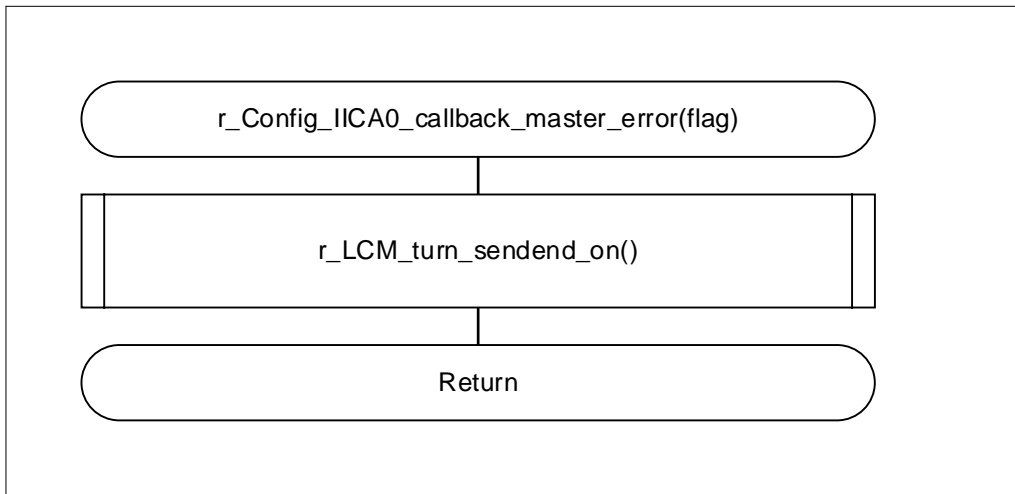 r_Config_IICA0_callback_master_error(flag)
r_LCM_turn_sendend_on()
Return